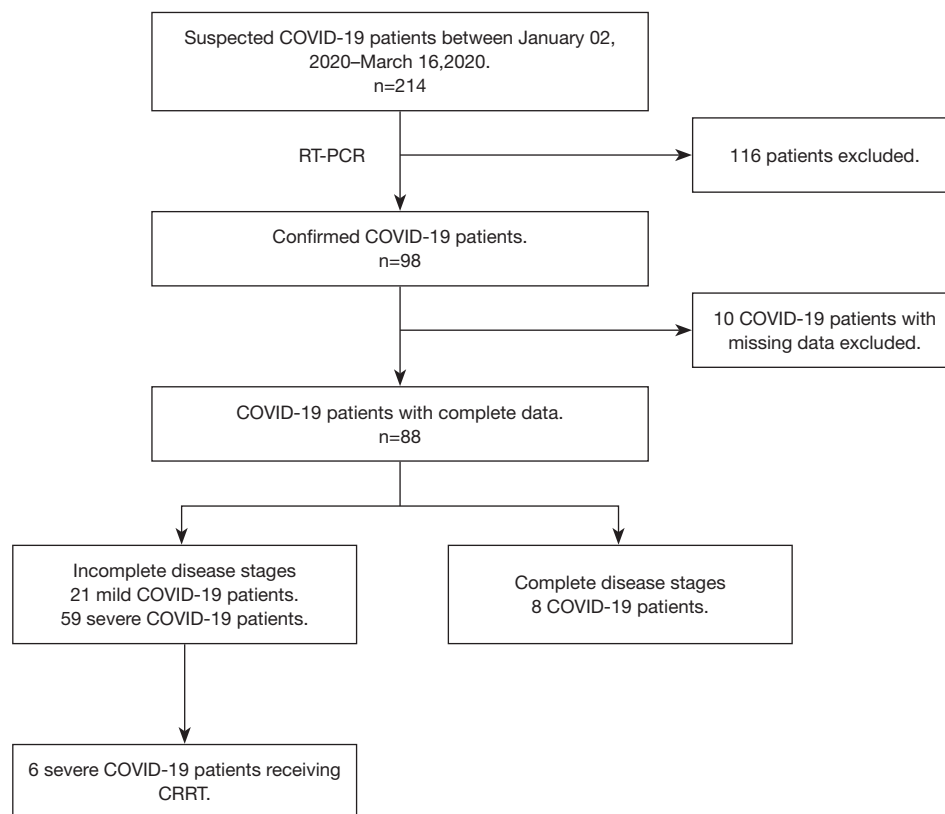 Suspected COVID-19 patients between January 02,
2020–March 16,2020.
n=214
RT-PCR
116 patients excluded.
Confirmed COVID-19 patients.
n=98
10 COVID-19 patients with
missing data excluded.
COVID-19 patients with complete data.
n=88
Incomplete disease stages
21 mild COVID-19 patients.
59 severe COVID-19 patients.
Complete disease stages
8 COVID-19 patients.
6 severe COVID-19 patients receiving
CRRT.